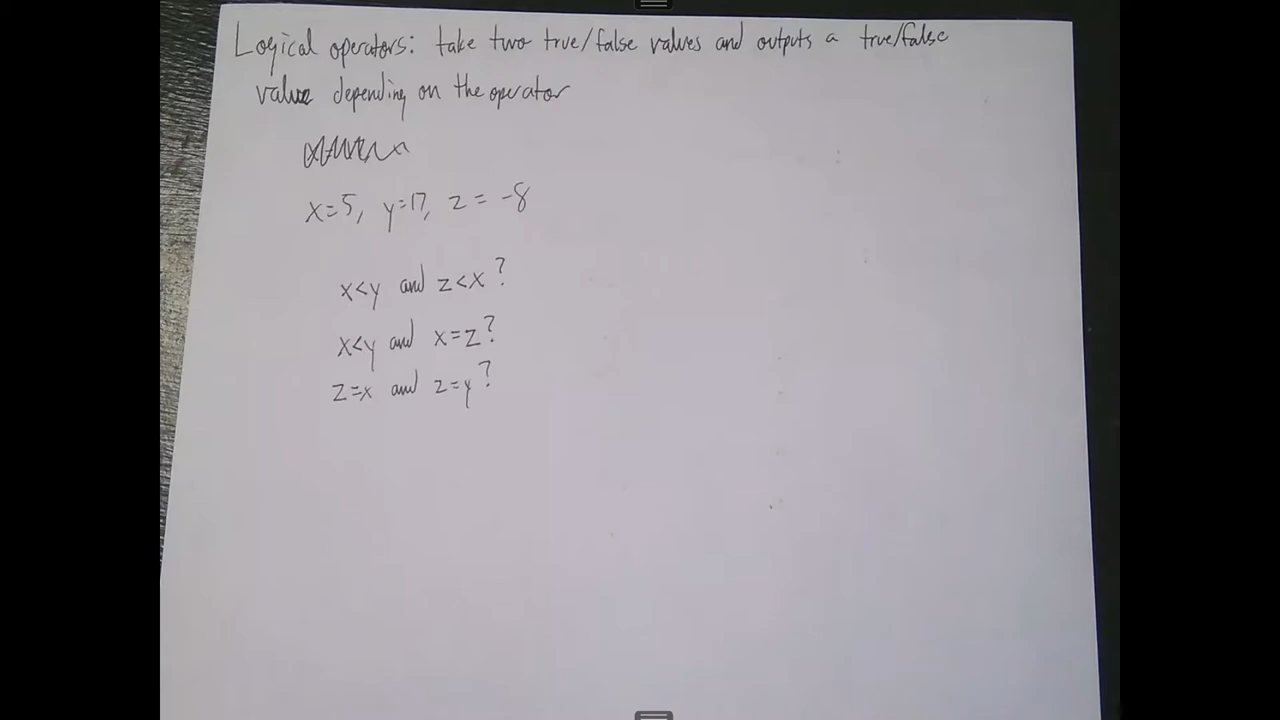 Logical operators: take two true/false values and outputs a true/false
value depending on the operator
x=5, y=17, z = -8
x<y and z<x?
x<y and x=z?
z=x and z=y?